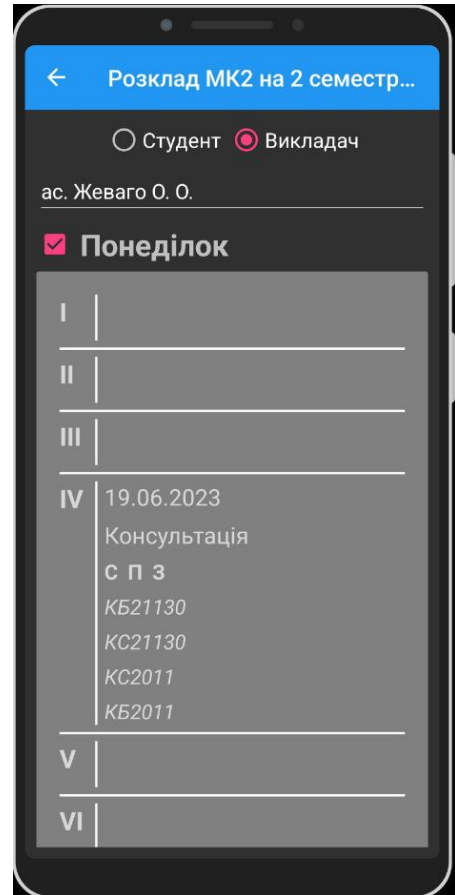 Розклад МК2 на 2 семестр...
Студент Викладач
ас. Жеваго О. О.
Понеділок
I
II
III
IV 19.06.2023
Консультація
С П З
КБ21130
КС21130
КС2011
КБ2011
V
VI